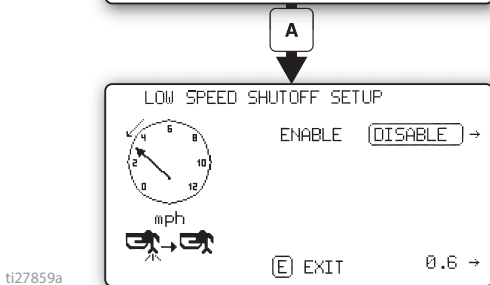 A
LOW SPEED SHUTOFF SETUP
ENABLE DISABLE →
6
4 8
2 10
0 12
mph
E EXIT 0.6 →
ti27859a